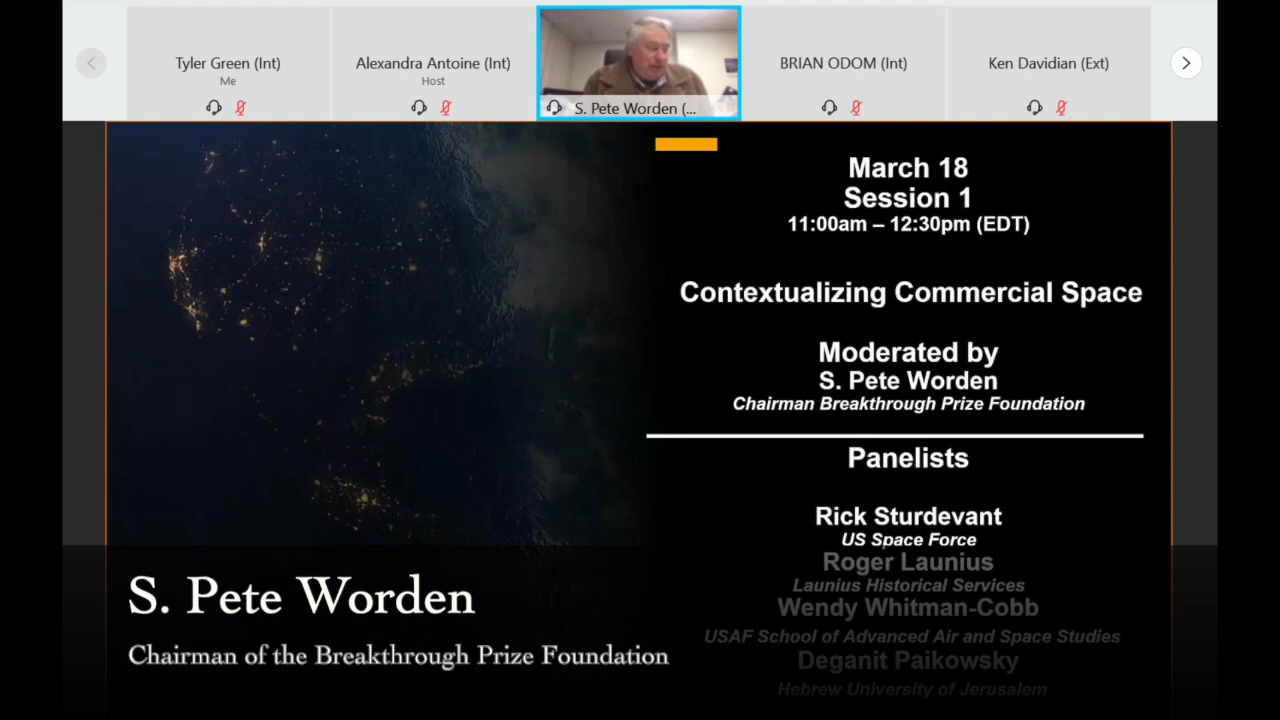 Tyler Green (Int)
Me
Alexandra Antoine (Int)
Host
S. Pete Worden (...
BRIAN ODOM (Int)
Ken Davidian (Ext)
March 18
Session 1
11:00am – 12:30pm (EDT)
Contextualizing Commercial Space
Moderated by
S. Pete Worden
Chairman Breakthrough Prize Foundation
Panelists
Rick Sturdevant
US Space Force
Roger Launius
Launius Historical Services
Wendy Whitman-Cobb
USAF School of Advanced Air and Space Studies
Deganit Paikowsky
Hebrew University of Jerusalem
S. Pete Worden
Chairman of the Breakthrough Prize Foundation